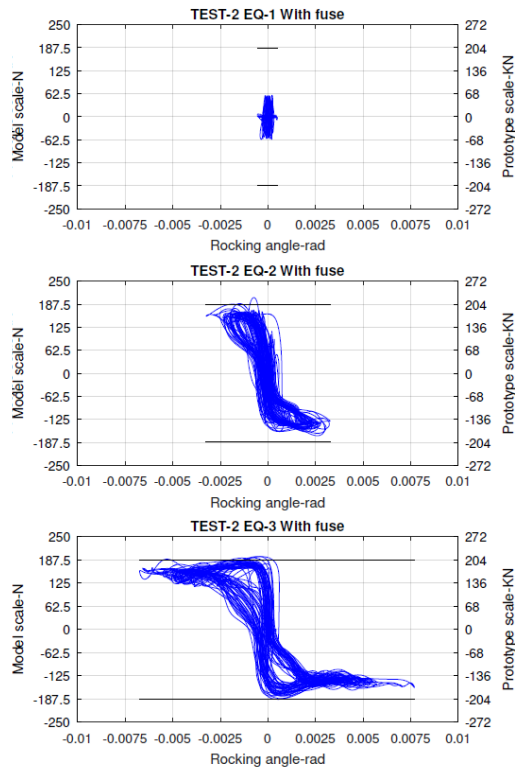 TEST-2 EQ-1 With fuse
250 272
187.5 204
125 136
62.5 68
0 0
-62.5 -68
-125 -136
-187.5 -204
-250 -272
Model scale-N
Prototype scale-KN
-0.01 -0.0075 -0.005 -0.0025 0 0.0025 0.005 0.0075 0.01
Rocking angle-rad
TEST-2 EQ-2 With fuse
250 272
187.5 204
125 136
62.5 68
0 0
-62.5 -68
-125 -136
-187.5 -204
-250 -272
Model scale-N
Prototype scale-KN
-0.01 -0.0075 -0.005 -0.0025 0 0.0025 0.005 0.0075 0.01
Rocking angle-rad
TEST-2 EQ-3 With fuse
250 272
187.5 204
125 136
62.5 68
0 0
-62.5 -68
-125 -136
-187.5 -204
-250 -272
Model scale-N
Prototype scale-KN
-0.01 -0.0075 -0.005 -0.0025 0 0.0025 0.005 0.0075 0.01
Rocking angle-rad